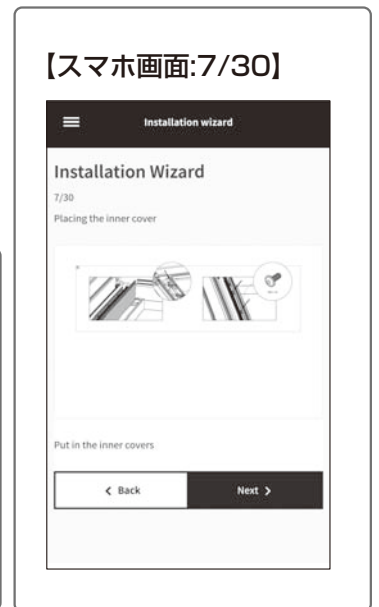 【スマホ画面:7/30】
Installation wizard
Installation Wizard
7/30
Placing the inner cover
Put in the inner covers
Back
Next